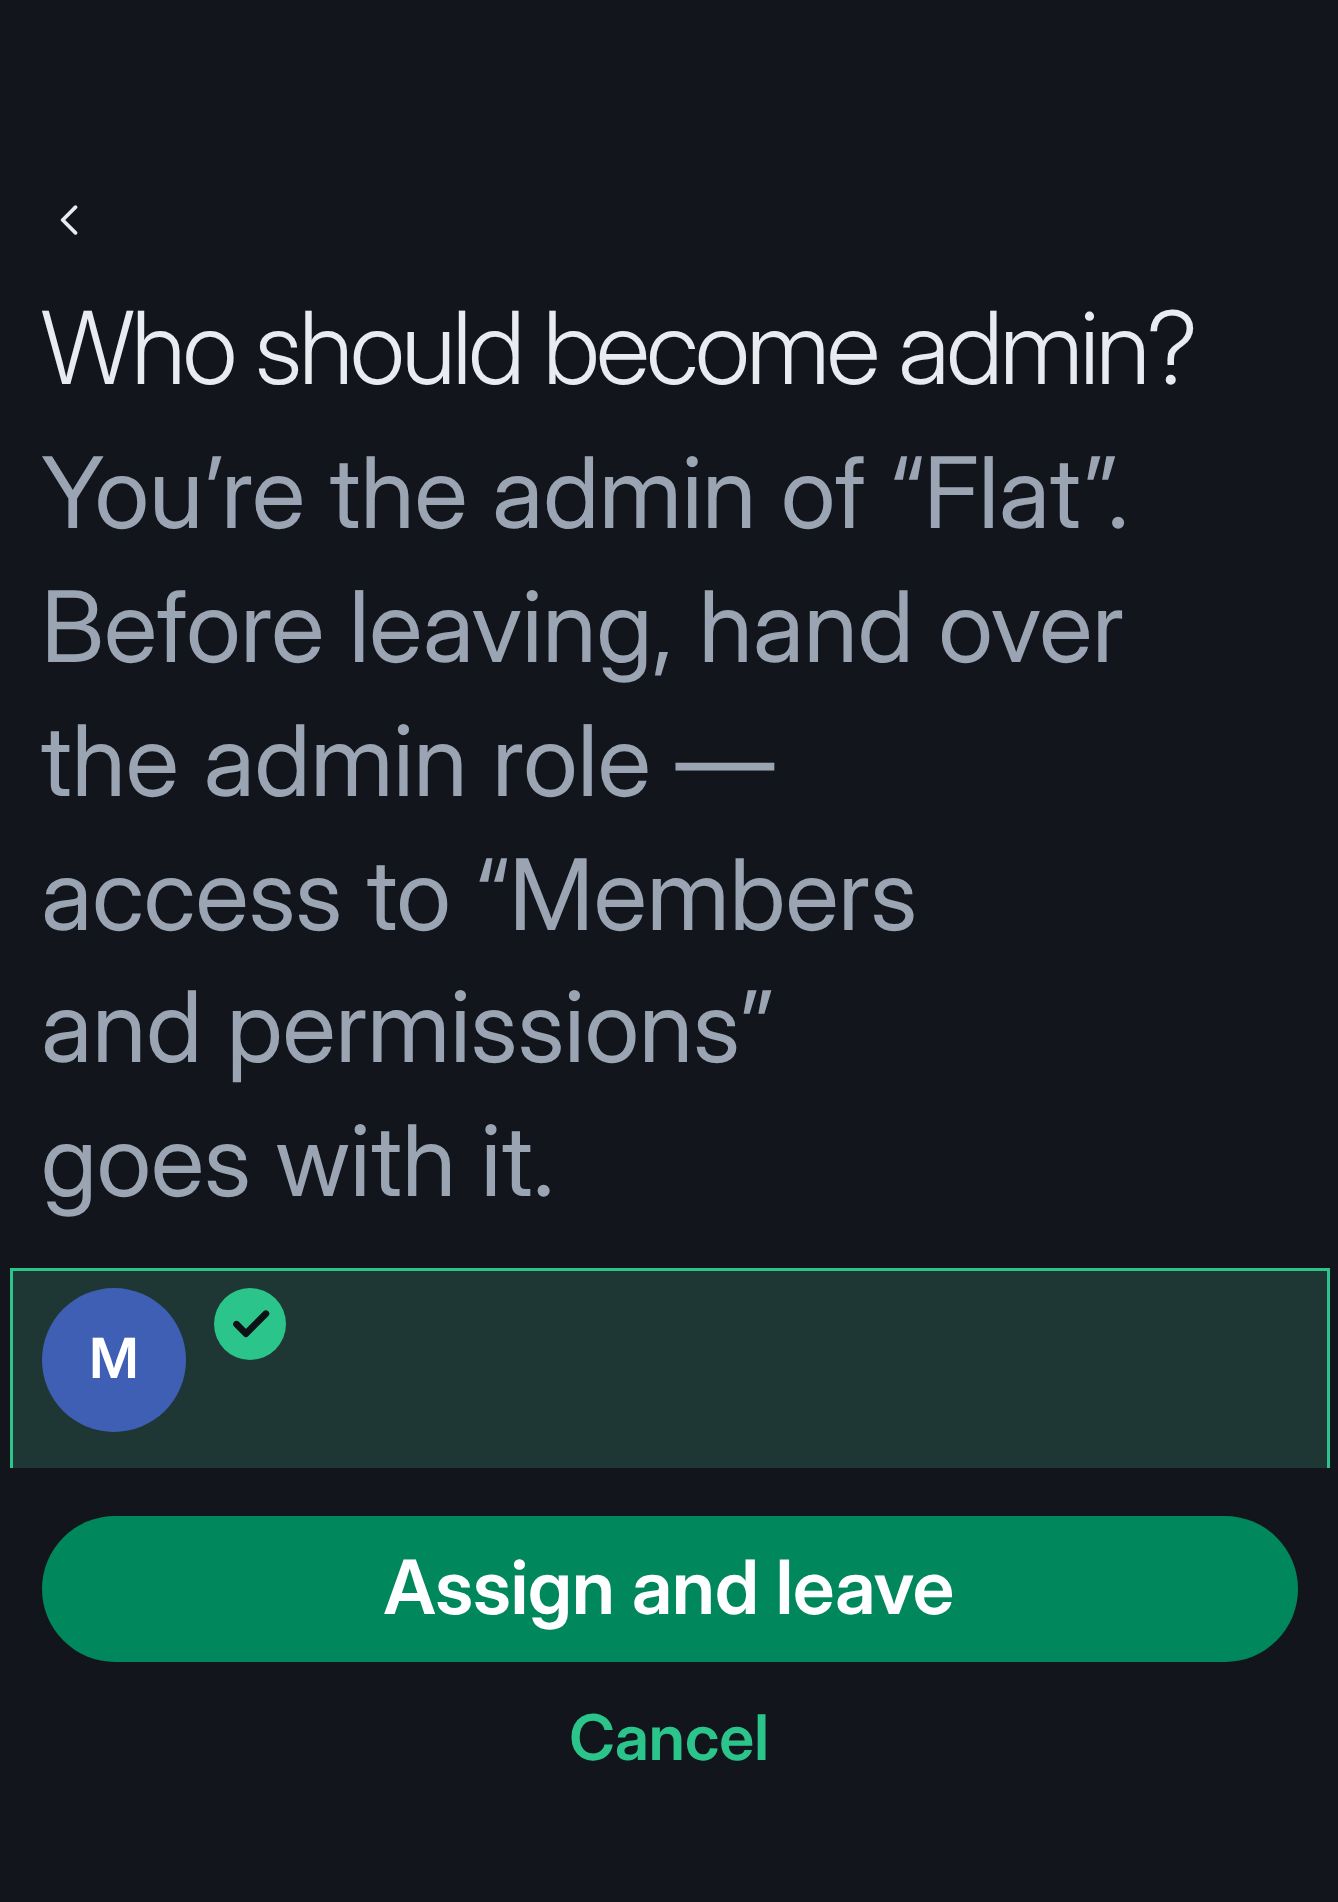 Who should become admin?
You’re the admin of “Flat”.
Before leaving, hand over
the admin role —
access to “Members
and permissions”
goes with it.
M
Assign and leave
Cancel